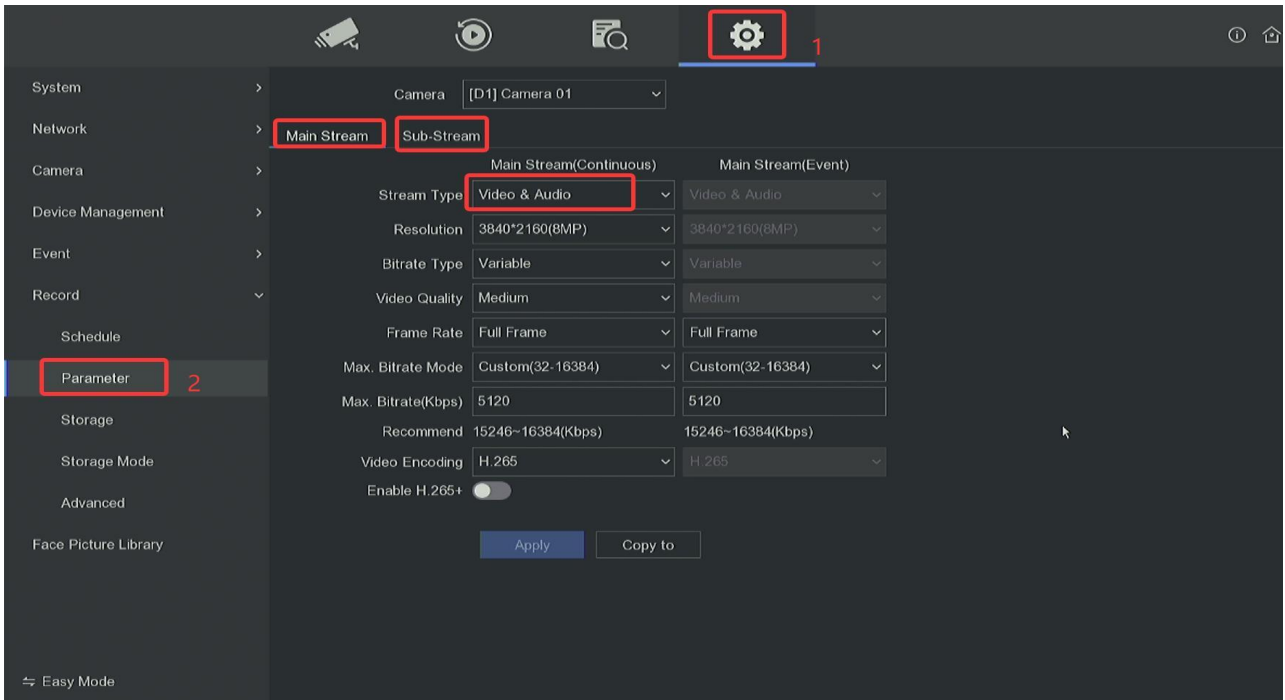 1
System
Network
Camera
Device Management
Event
Record
Schedule
Parameter 2
Storage
Storage Mode
Advanced
Face Picture Library
Easy Mode
Camera [D1] Camera 01
Main Stream Sub-Stream
Main Stream(Continuous) Main Stream(Event)
Stream Type Video & Audio Video & Audio
Resolution 3840*2160(8MP) 3840*2160(8MP)
Bitrate Type Variable Variable
Video Quality Medium Medium
Frame Rate Full Frame Full Frame
Max. Bitrate Mode Custom(32-16384) Custom(32-16384)
Max. Bitrate(Kbps) 5120 5120
Recommend 15246~16384(Kbps) 15246~16384(Kbps)
Video Encoding H.265 H.265
Enable H.265+
Apply Copy to